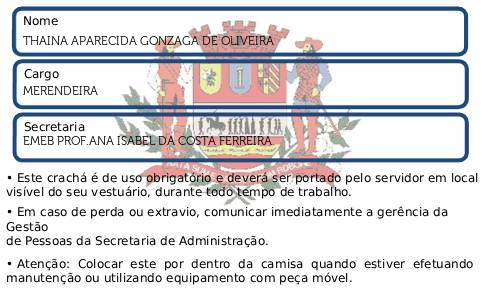 Nome
THAINA APARECIDA GONZAGA DE OLIVEIRA
Cargo
MERENDEIRA
Secretaria
EMEB PROF.ANA ISABEL DA COSTA FERREIRA
• Este crachá é de uso obrigatório e deverá ser portado pelo servidor em local
visível do seu vestuário, durante todo tempo de trabalho.
• Em caso de perda ou extravio, comunicar imediatamente a gerência da
Gestão
de Pessoas da Secretaria de Administração.
• Atenção: Colocar este por dentro da camisa quando estiver efetuando
manutenção ou utilizando equipamento com peça móvel.